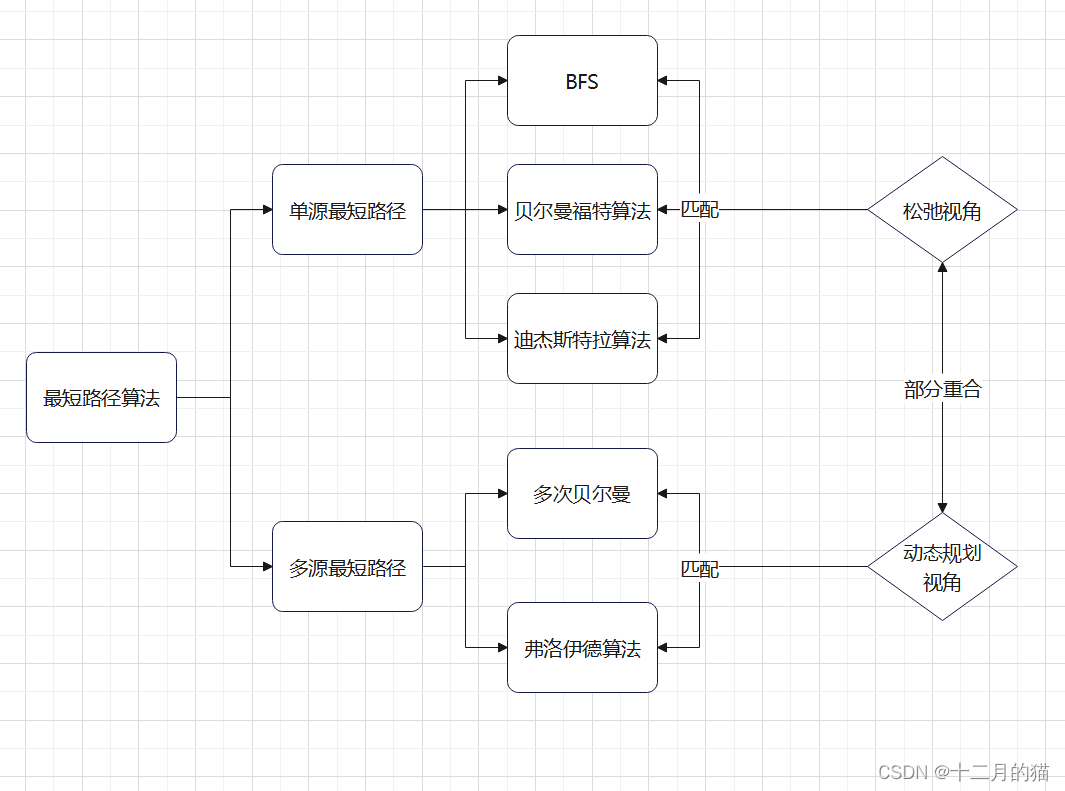 BFS
单源最短路径
贝尔曼福特算法
匹配
松弛视角
迪杰斯特拉算法
最短路径算法
部分重合
多次贝尔曼
多源最短路径
匹配
动态规划
视角
弗洛伊德算法
CSDN @十二月的猫